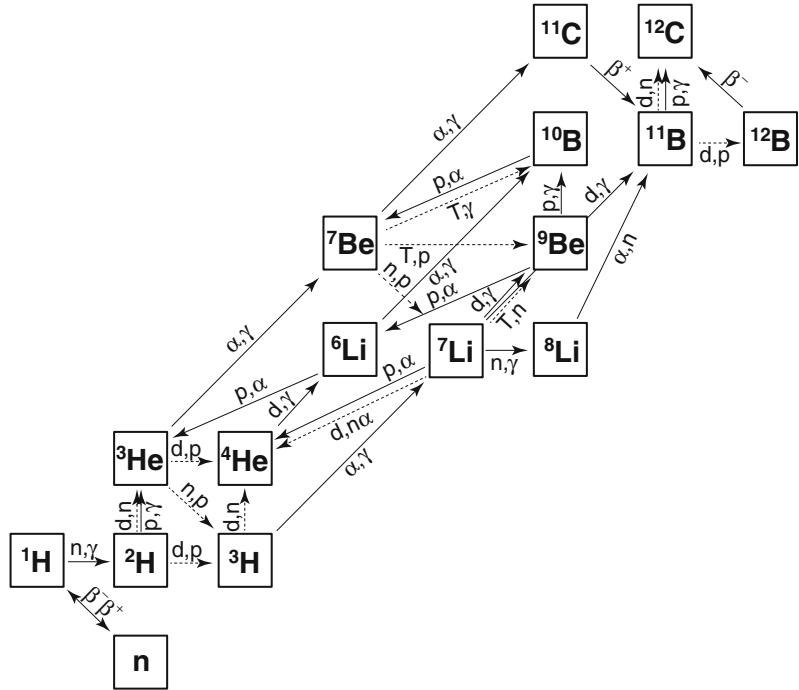 ¹¹C
¹²C
β⁺
d,n
p,γ
β⁻
α,γ
¹⁰B
¹¹B
d,p
¹²B
p,α
T,γ
p,γ
d,γ
⁷Be
T,p
⁹Be
α,n
n,p
α,γ
p,α
d,γ
T,n
α,γ
⁶Li
⁷Li
n,γ
⁸Li
p,α
d,γ
p,α
d,nα
³He
d,p
⁴He
α,γ
d,n
p,γ
n,p
d,n
¹H
n,γ
²H
d,p
³H
β⁻β⁺
n